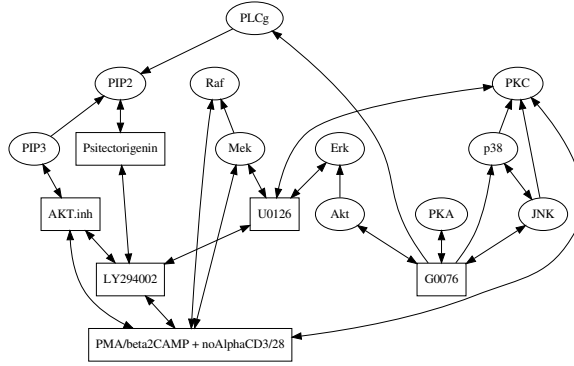 PLCg
PIP2
Raf
PKC
PIP3
Psitectorigenin
Mek
Erk
p38
AKT.inh
U0126
Akt
PKA
JNK
LY294002
G0076
PMA/beta2CAMP + noAlphaCD3/28